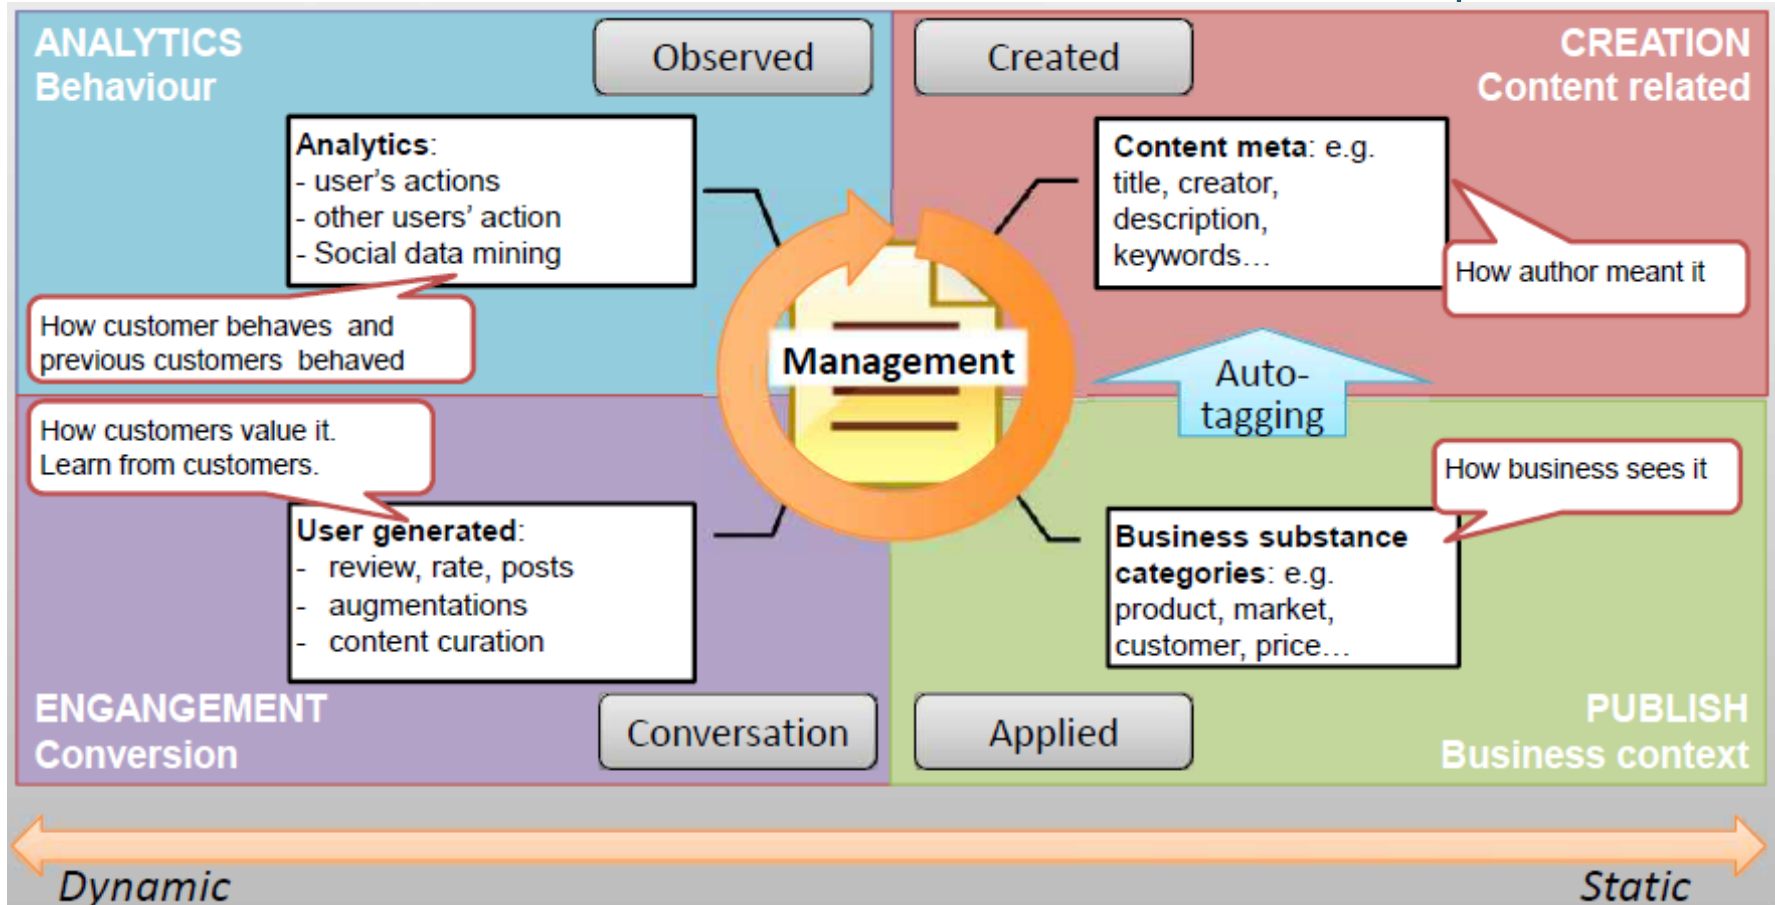 ANALYTICS
Behaviour
Observed
Analytics:
- user's actions
- other users' action
- Social data mining
How customer behaves and
previous customers behaved
Created
CREATION
Content related
Content meta: e.g.
title, creator,
description,
keywords...
How author meant it
Management
Auto-
tagging
How customers value it.
Learn from customers.
User generated:
- review, rate, posts
- augmentations
- content curation
ENGANGEMENT
Conversion
Conversation
How business sees it
Business substance
categories: e.g.
product, market,
customer, price...
Applied
PUBLISH
Business context
Dynamic
Static